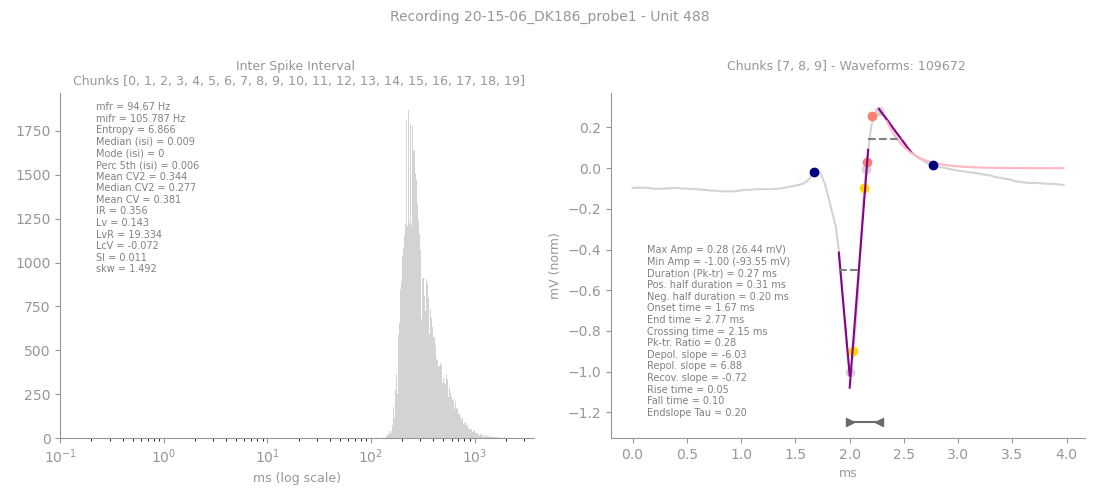 Recording 20-15-06_DK186_probe1 - Unit 488
Inter Spike Interval
Chunks [0, 1, 2, 3, 4, 5, 6, 7, 8, 9, 10, 11, 12, 13, 14, 15, 16, 17, 18, 19]
mfr = 94.67 Hz
mifr = 105.787 Hz
Entropy = 6.866
Median (isi) = 0.009
Mode (isi) = 0
Perc 5th (isi) = 0.006
Mean CV2 = 0.344
Median CV2 = 0.277
Mean CV = 0.381
IR = 0.356
Lv = 0.143
LvR = 19.334
LcV = -0.072
SI = 0.011
skw = 1.492
1750
1500
1250
1000
750
500
250
0
10⁻¹
10⁰
10¹
10²
10³
ms (log scale)
Chunks [7, 8, 9] - Waveforms: 109672
0.2
0.0
−0.2
−0.4
−0.6
−0.8
−1.0
−1.2
mV (norm)
Max Amp = 0.28 (26.44 mV)
Min Amp = -1.00 (-93.55 mV)
Duration (Pk-tr) = 0.27 ms
Pos. half duration = 0.31 ms
Neg. half duration = 0.20 ms
Onset time = 1.67 ms
End time = 2.77 ms
Crossing time = 2.15 ms
Pk-tr. Ratio = 0.28
Depol. slope = -6.03
Repol. slope = 6.88
Recov. slope = -0.72
Rise time = 0.05
Fall time = 0.10
Endslope Tau = 0.20
0.0
0.5
1.0
1.5
2.0
2.5
3.0
3.5
4.0
ms